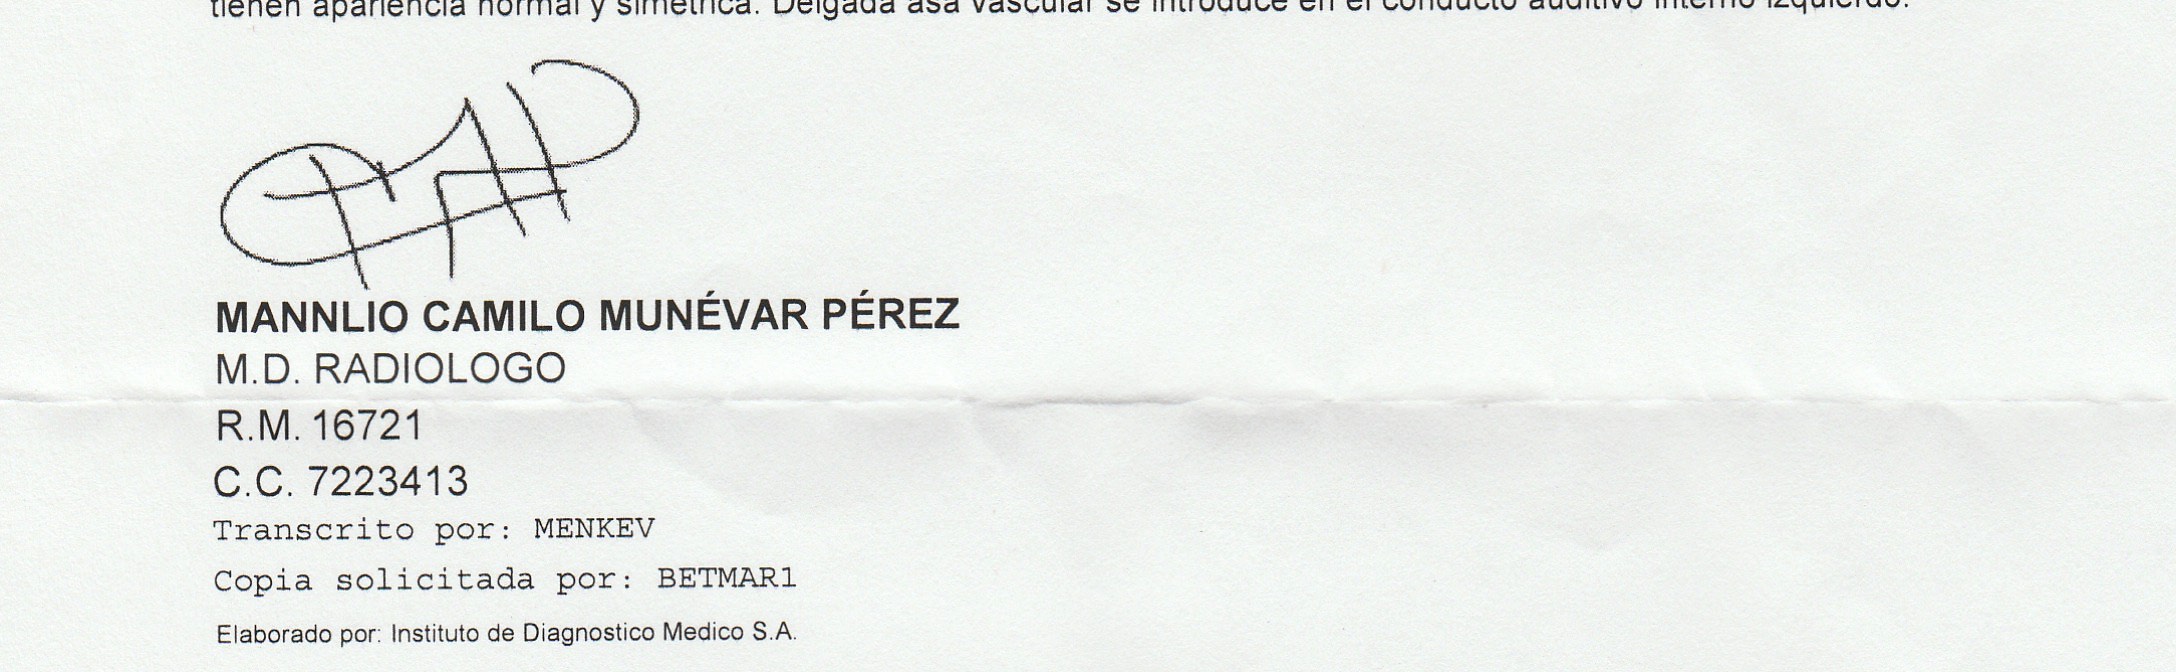 tienen apariencia normal y simétrica. Delgada asa vascular se introduce en el conducto auditivo interno izquierdo.
MANNLIO CAMILO MUNÉVAR PÉREZ
M.D. RADIOLOGO
R.M. 16721
C.C. 7223413
Transcrito por: MENKEV
Copia solicitada por: BETMAR1
Elaborado por: Instituto de Diagnostico Medico S.A.